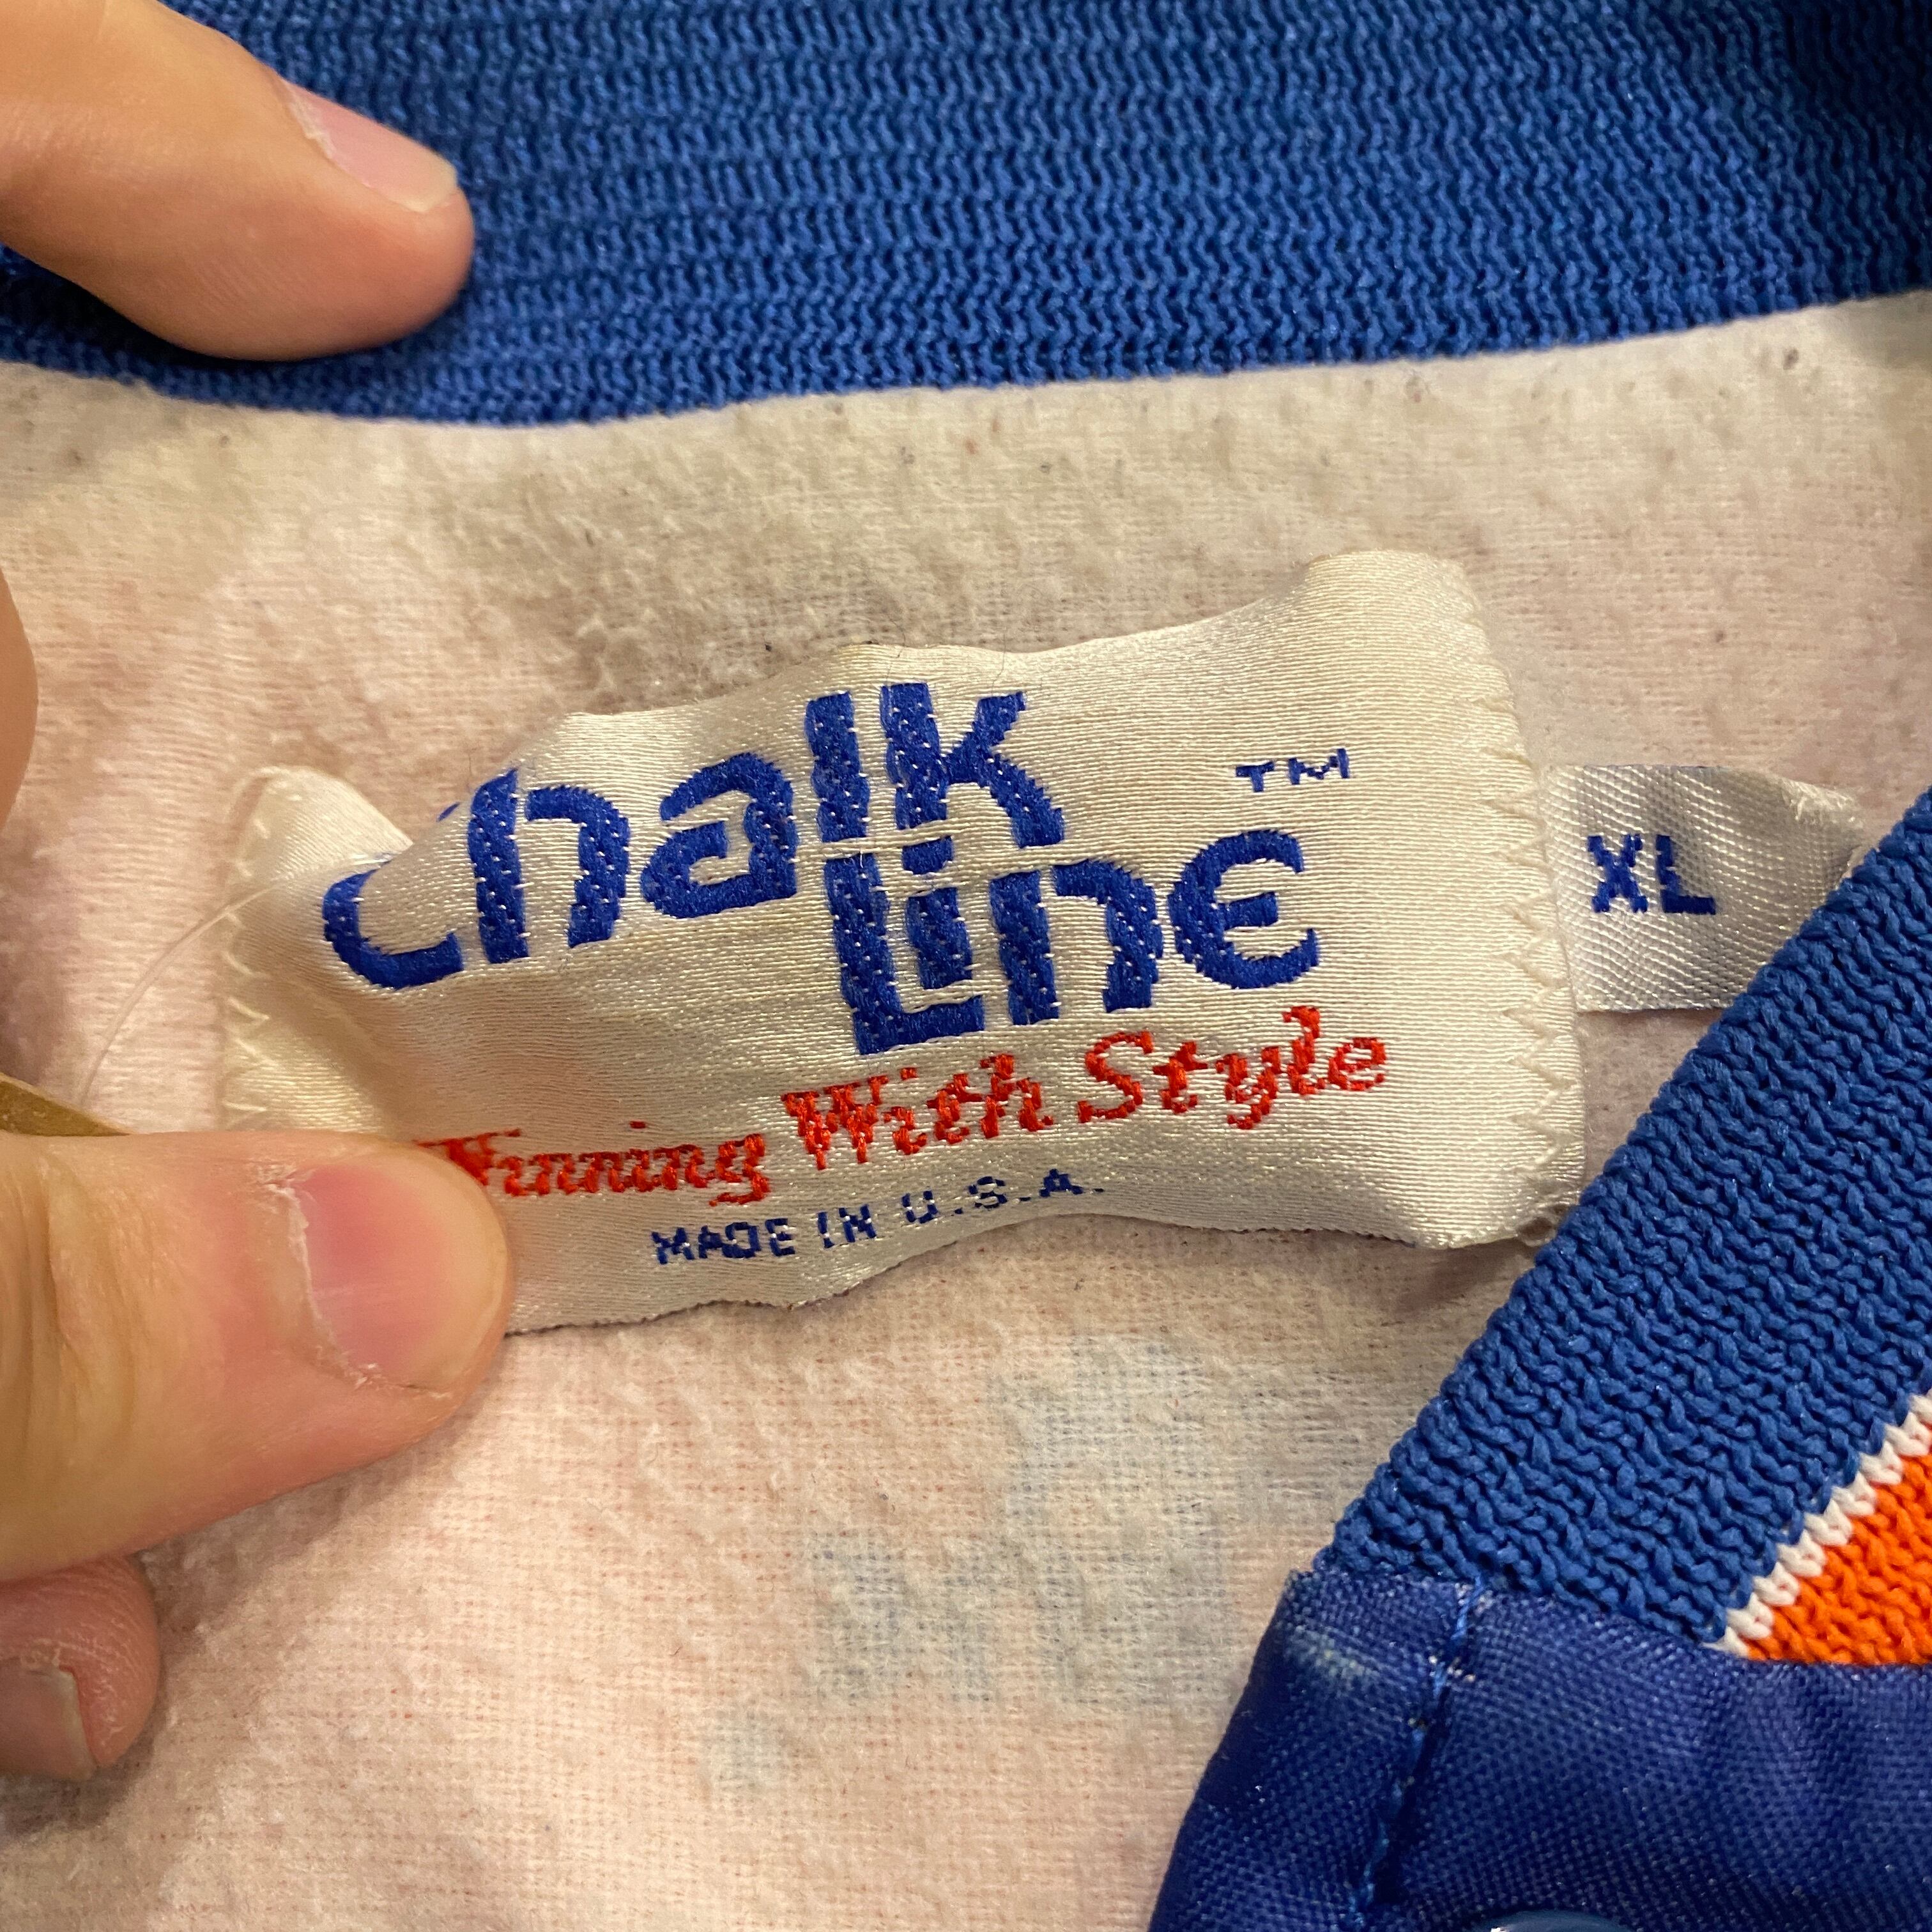 Chalk
Line
TM
XL
Winning With Style
MADE IN U.S.A.